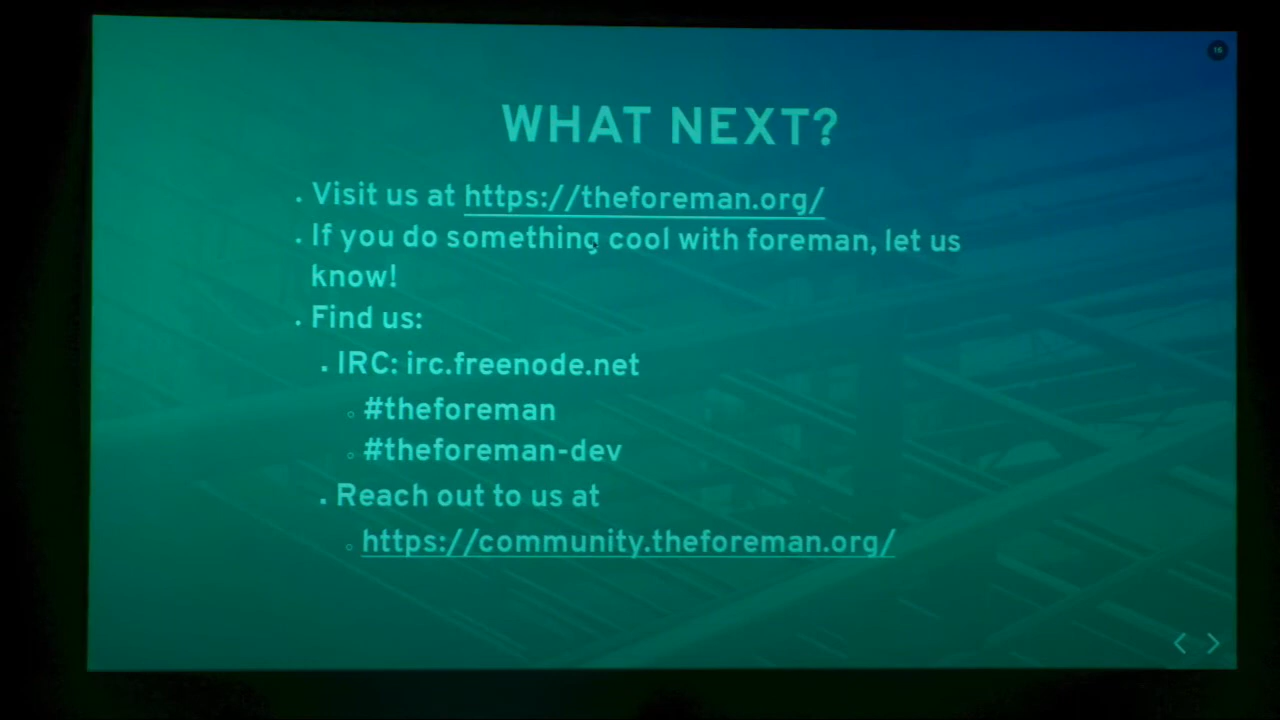 16
WHAT NEXT?
Visit us at https://theforeman.org/
If you do something cool with foreman, let us
know!
Find us:
IRC: irc.freenode.net
#theforeman
#theforeman-dev
Reach out to us at
https://community.theforeman.org/